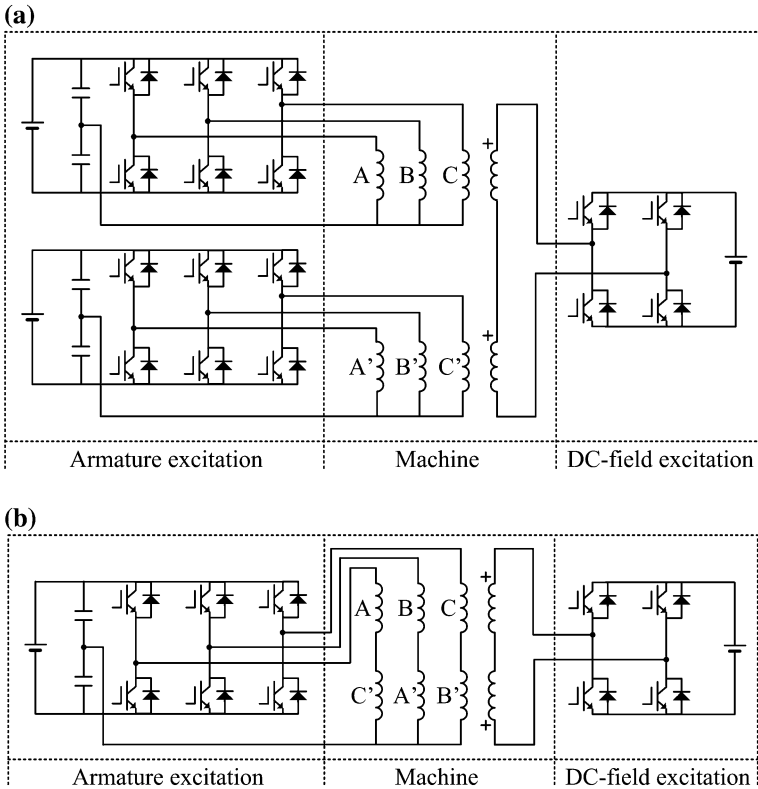 (a)
A B C +
A’ B’ C’ +
Armature excitation Machine DC-field excitation
(b)
A B C +
C’ A’ B’ +
Armature excitation Machine DC-field excitation